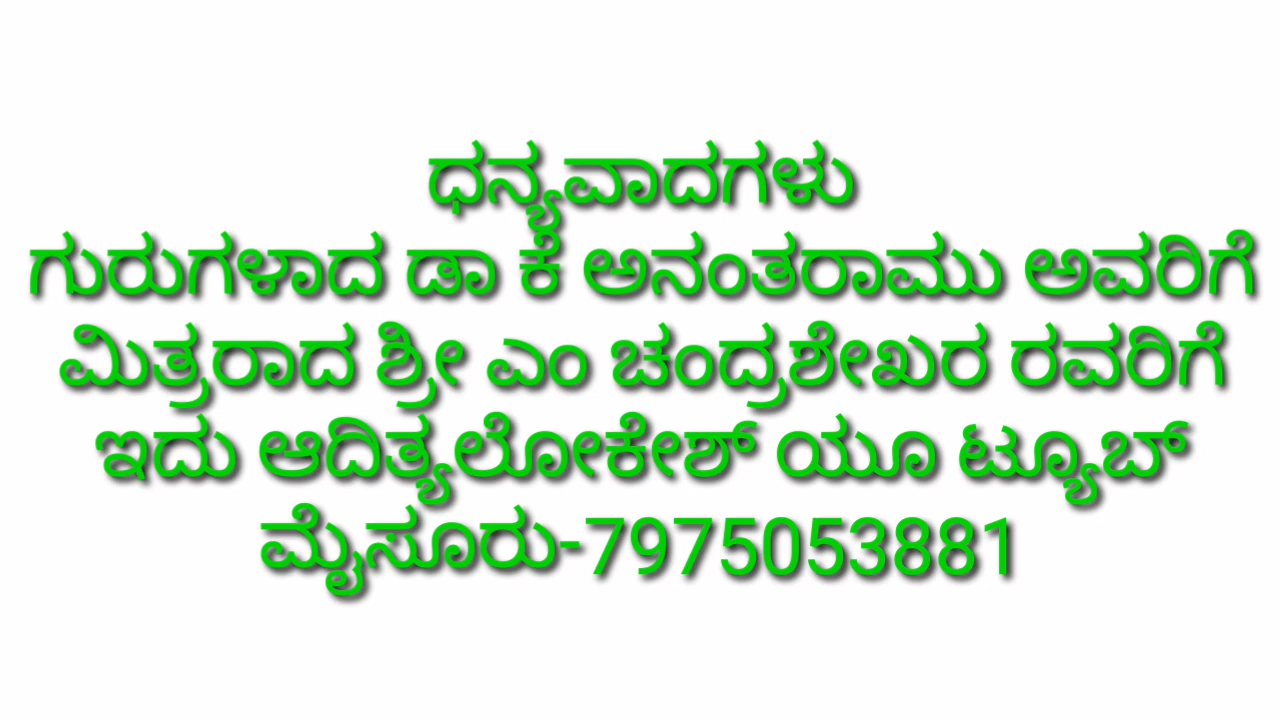 ಧನ್ಯವಾದಗಳು
ಗುರುಗಳಾದ ಡಾ ಕೆ ಅನಂತರಾಮು ಅವರಿಗೆ
ಮಿತ್ರರಾದ ಶ್ರೀ ಎಂ ಚಂದ್ರಶೇಖರ ರವರಿಗೆ
ಇದು ಆದಿತ್ಯಲೋಕೇಶ್ ಯೂ ಟ್ಯೂಬ್
ಮೈಸೂರು-7975053881